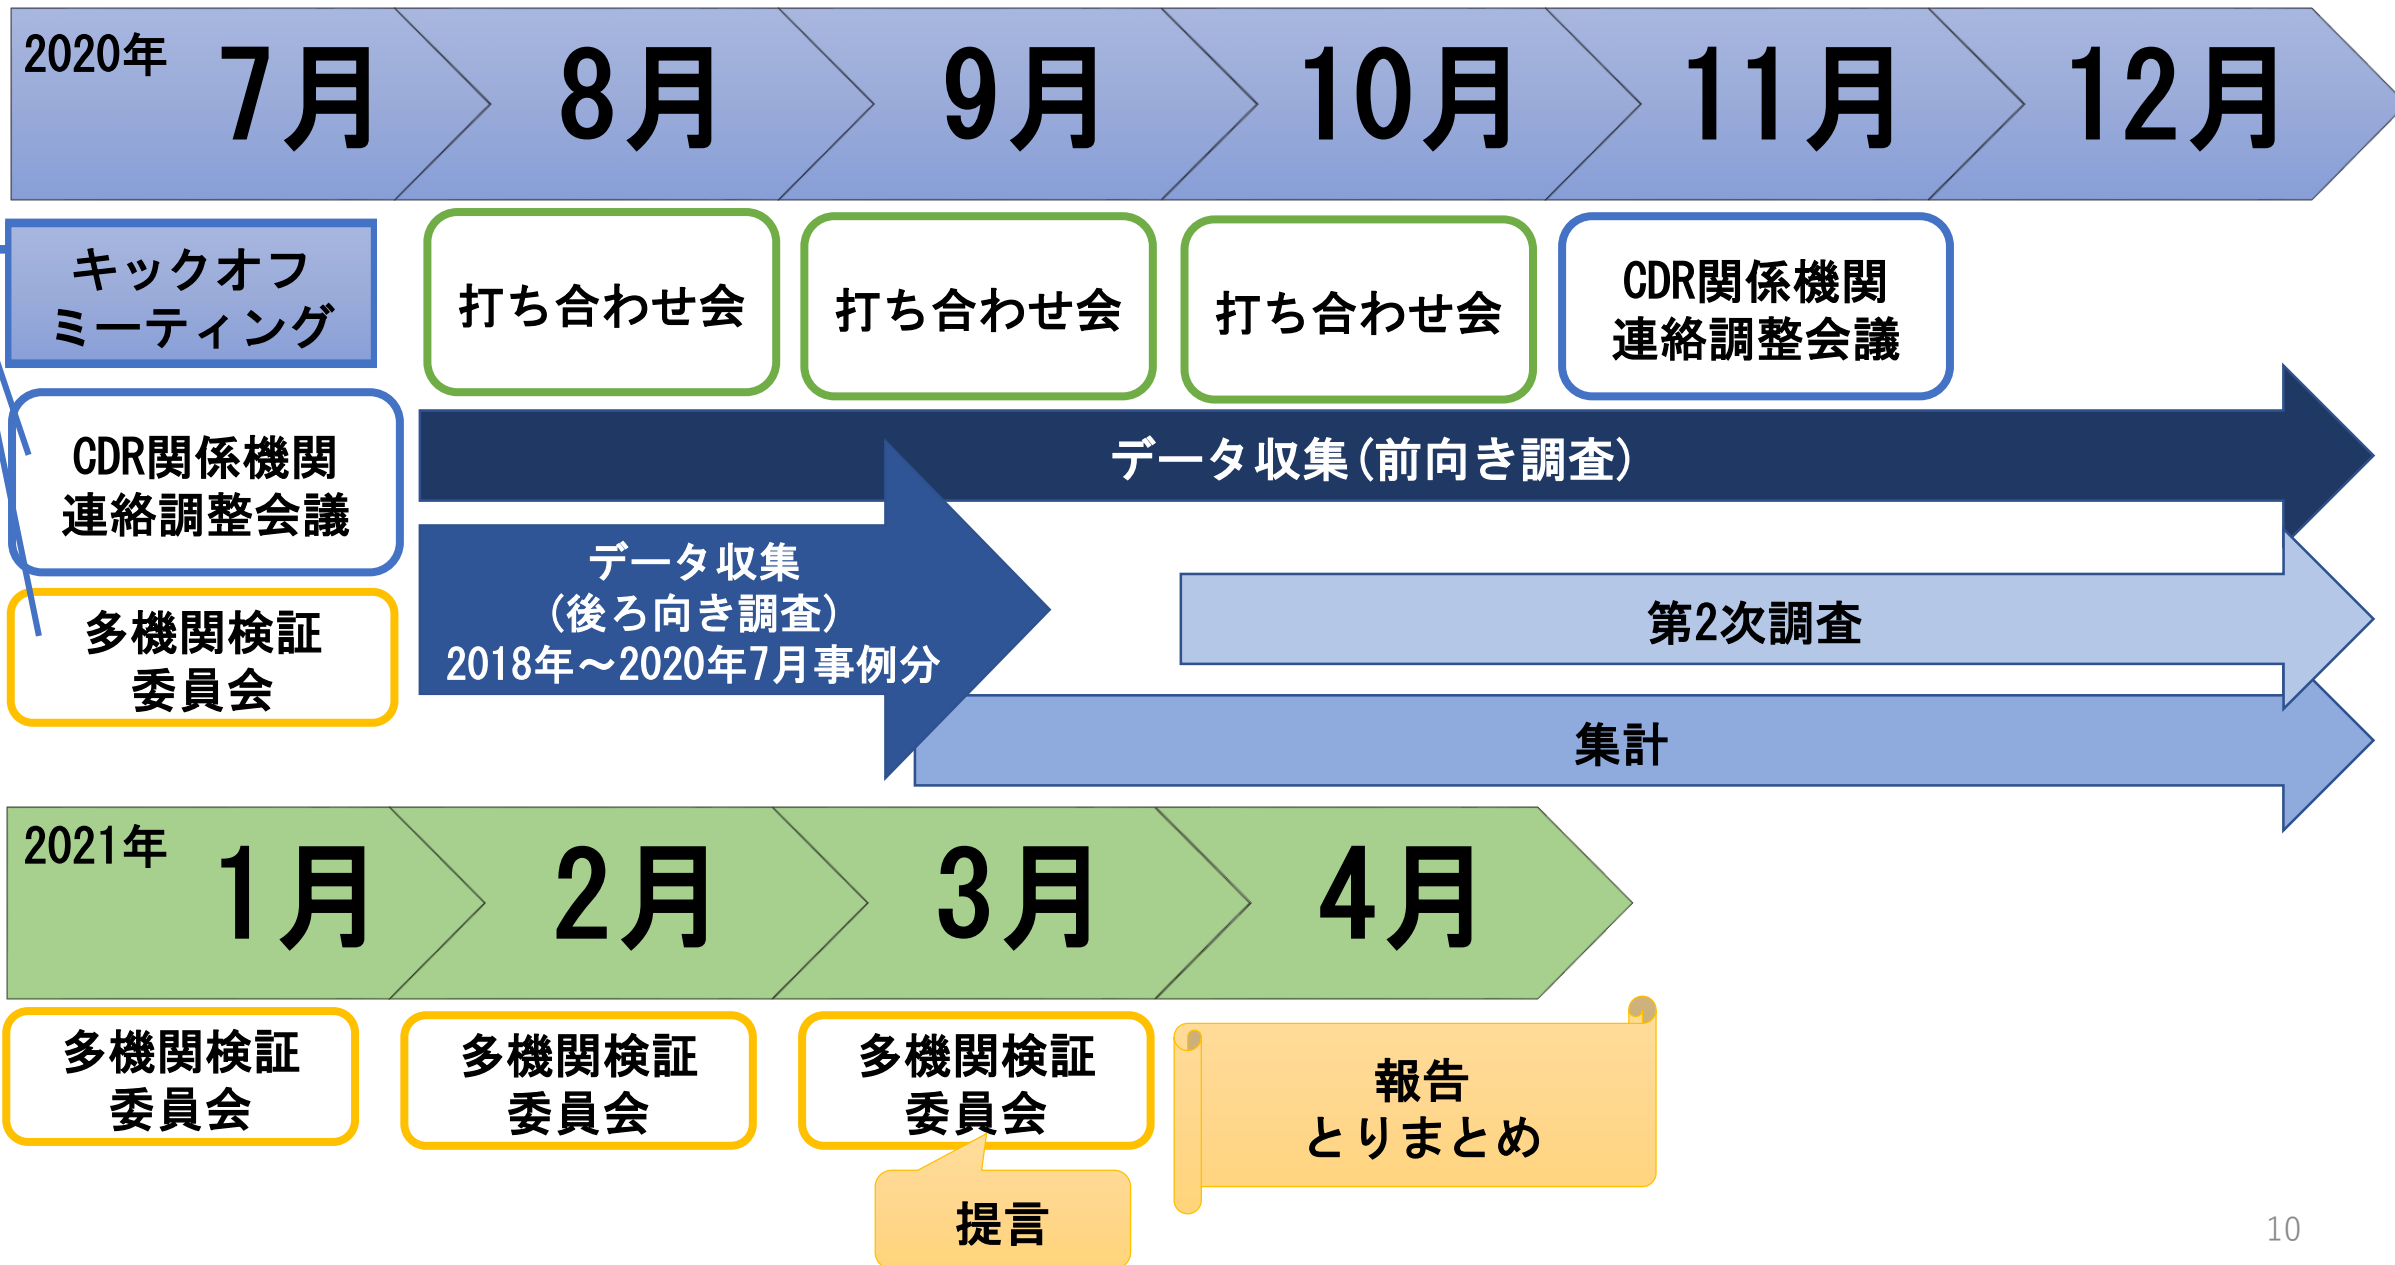 2020年 7月 8月 9月 10月 11月 12月
キックオフ
ミーティング
打ち合わせ会
打ち合わせ会
打ち合わせ会
CDR関係機関
連絡調整会議
CDR関係機関
連絡調整会議
データ収集(前向き調査)
データ収集
(後ろ向き調査)
2018年～2020年7月事例分
第2次調査
多機関検証
委員会
集計
2021年 1月 2月 3月 4月
多機関検証
委員会
多機関検証
委員会
多機関検証
委員会
報告
とりまとめ
提言
10